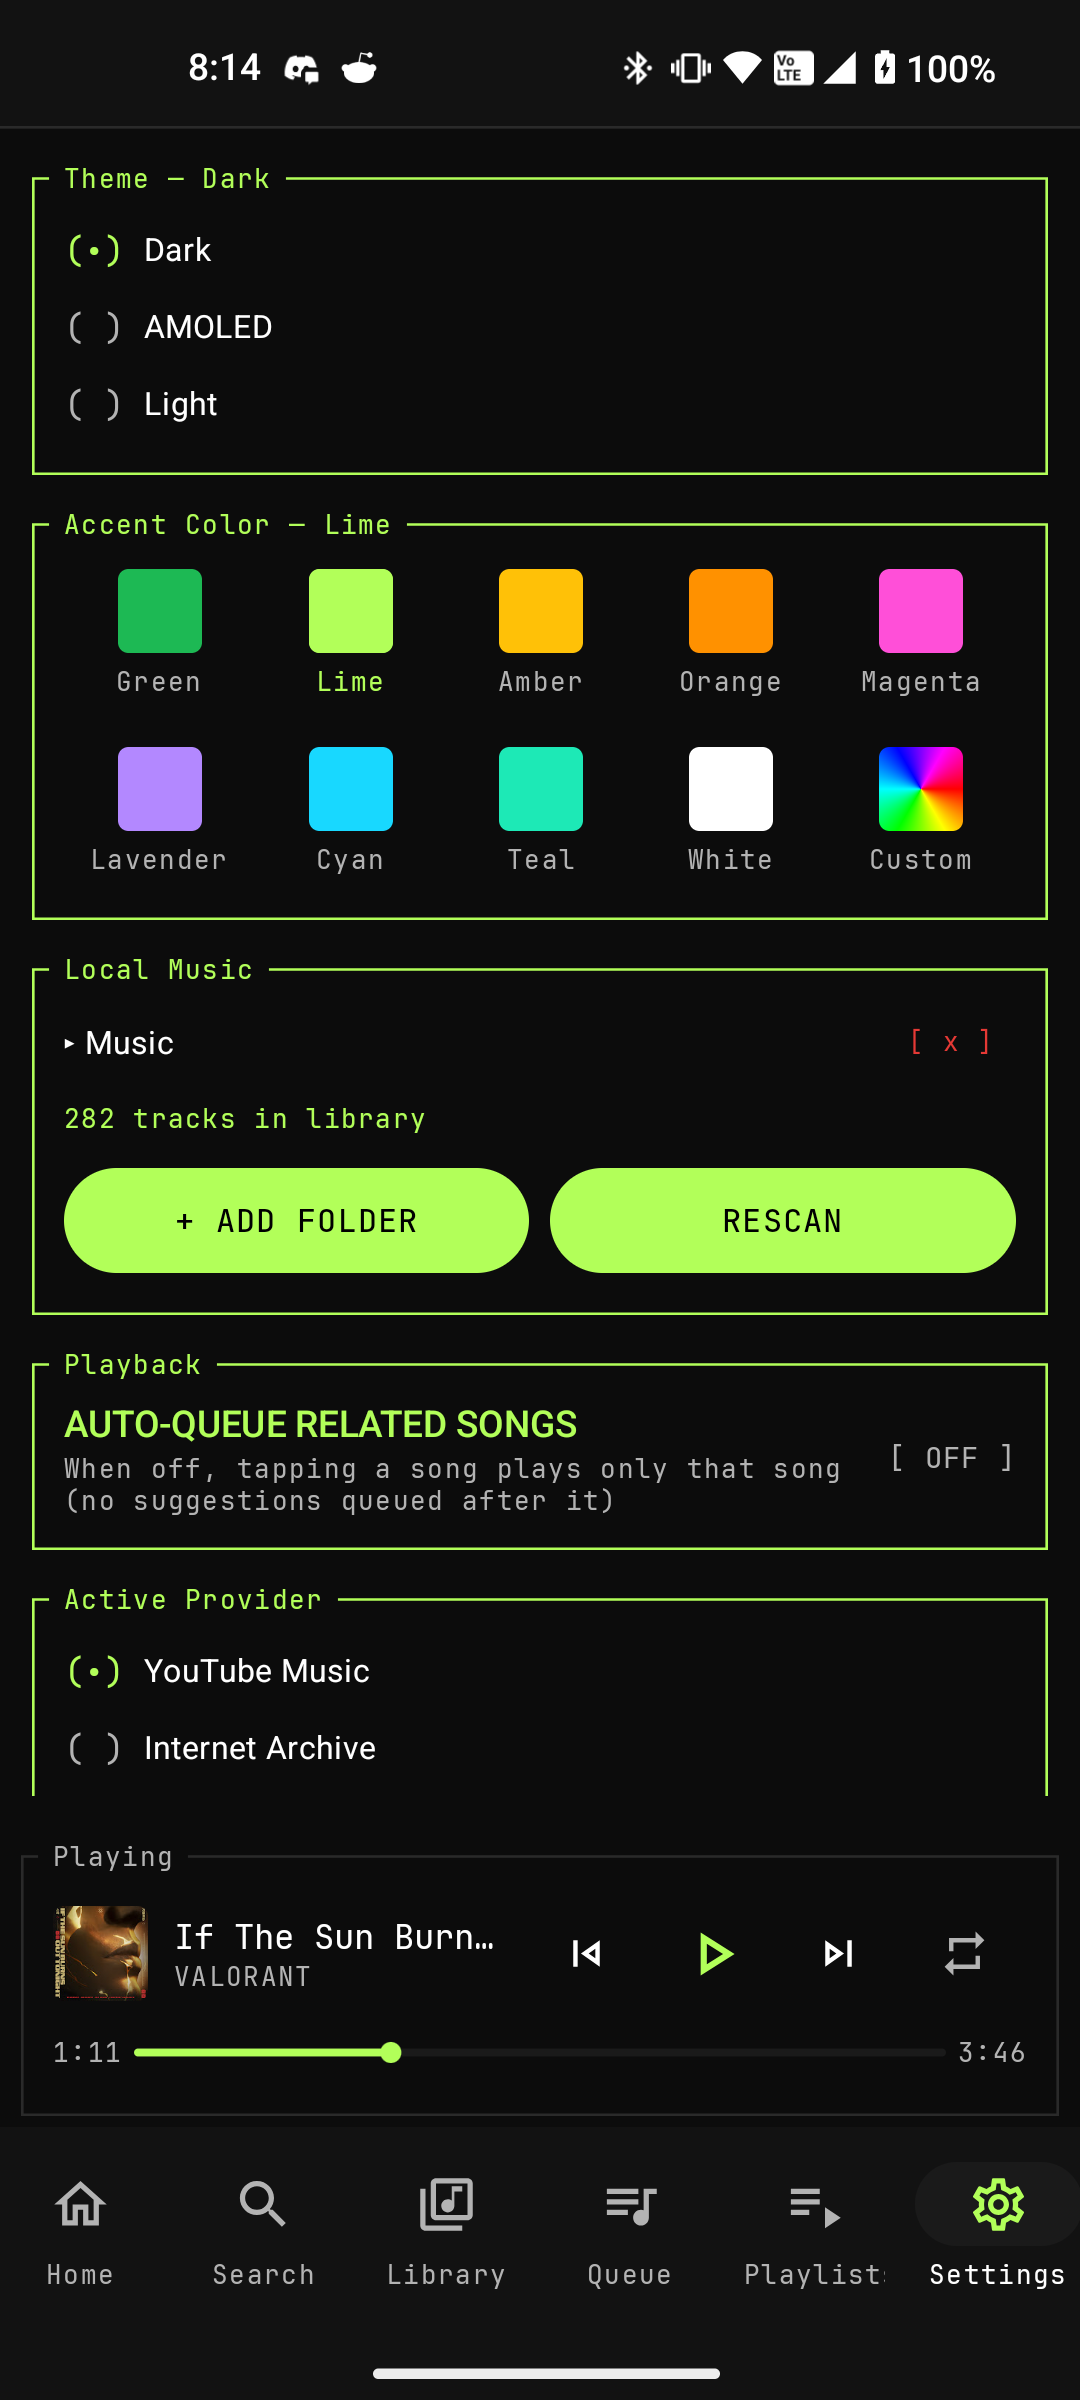 8:14
Vo LTE
100%
Theme — Dark
(•) Dark
( ) AMOLED
( ) Light
Accent Color — Lime
Green Lime Amber Orange Magenta
Lavender Cyan Teal White Custom
Local Music
▸ Music [ x ]
282 tracks in library
+ ADD FOLDER RESCAN
Playback
AUTO-QUEUE RELATED SONGS
When off, tapping a song plays only that song
(no suggestions queued after it)
[ OFF ]
Active Provider
(•) YouTube Music
( ) Internet Archive
Playing
If The Sun Burn…
VALORANT
1:11 3:46
Home Search Library Queue Playlists Settings